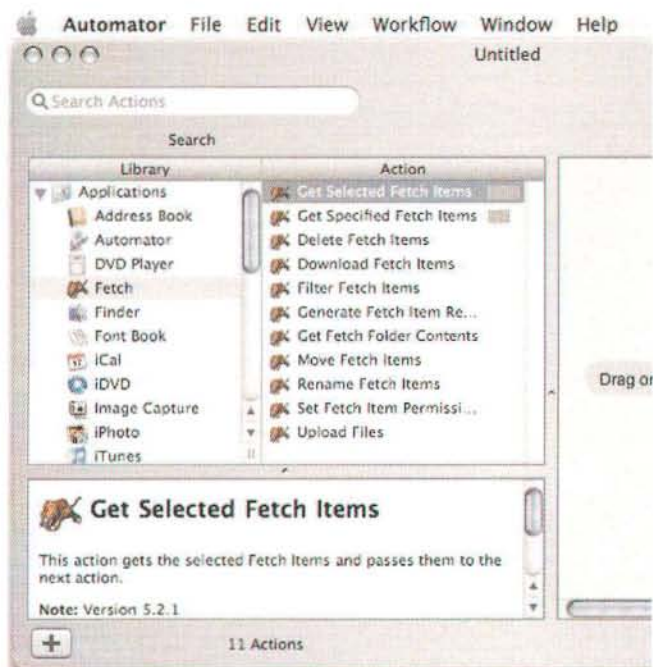 Automator File Edit View Workflow Window Help
Untitled
Search Actions
Search
Library
Action
Applications
Address Book
Automator
DVD Player
Fetch
Finder
Font Book
iCal
iDVD
Image Capture
iPhoto
iTunes
Get Selected Fetch Items
Get Specified Fetch Items
Delete Fetch Items
Download Fetch Items
Filter Fetch Items
Generate Fetch Item Re...
Get Fetch Folder Contents
Move Fetch Items
Rename Fetch Items
Set Fetch Item Permissi...
Upload Files
Drag or
Get Selected Fetch Items
This action gets the selected Fetch Items and passes them to the
next action.
Note: Version 5.2.1
11 Actions